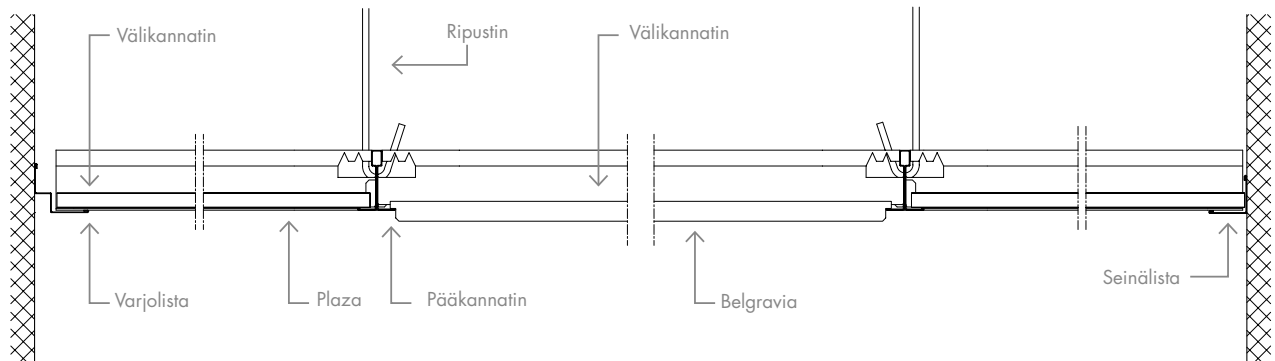 Välikannatin
Ripustin
Välikannatin
Varjolista
Plaza
Pääkannatin
Belgravia
Seinälista